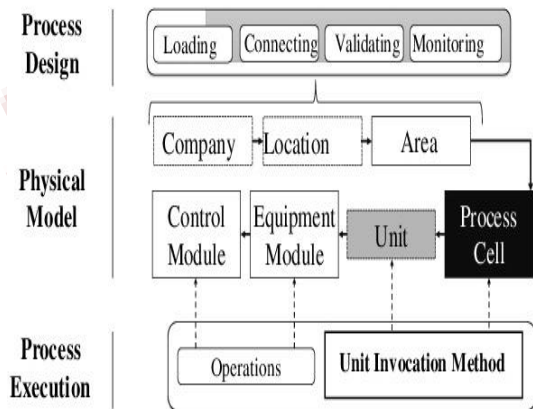 Process
Design
Loading
Connecting
Validating
Monitoring
Company
Location
Area
Physical
Model
Control
Module
Equipment
Module
Unit
Process
Cell
Process
Execution
Operations
Unit Invocation Method